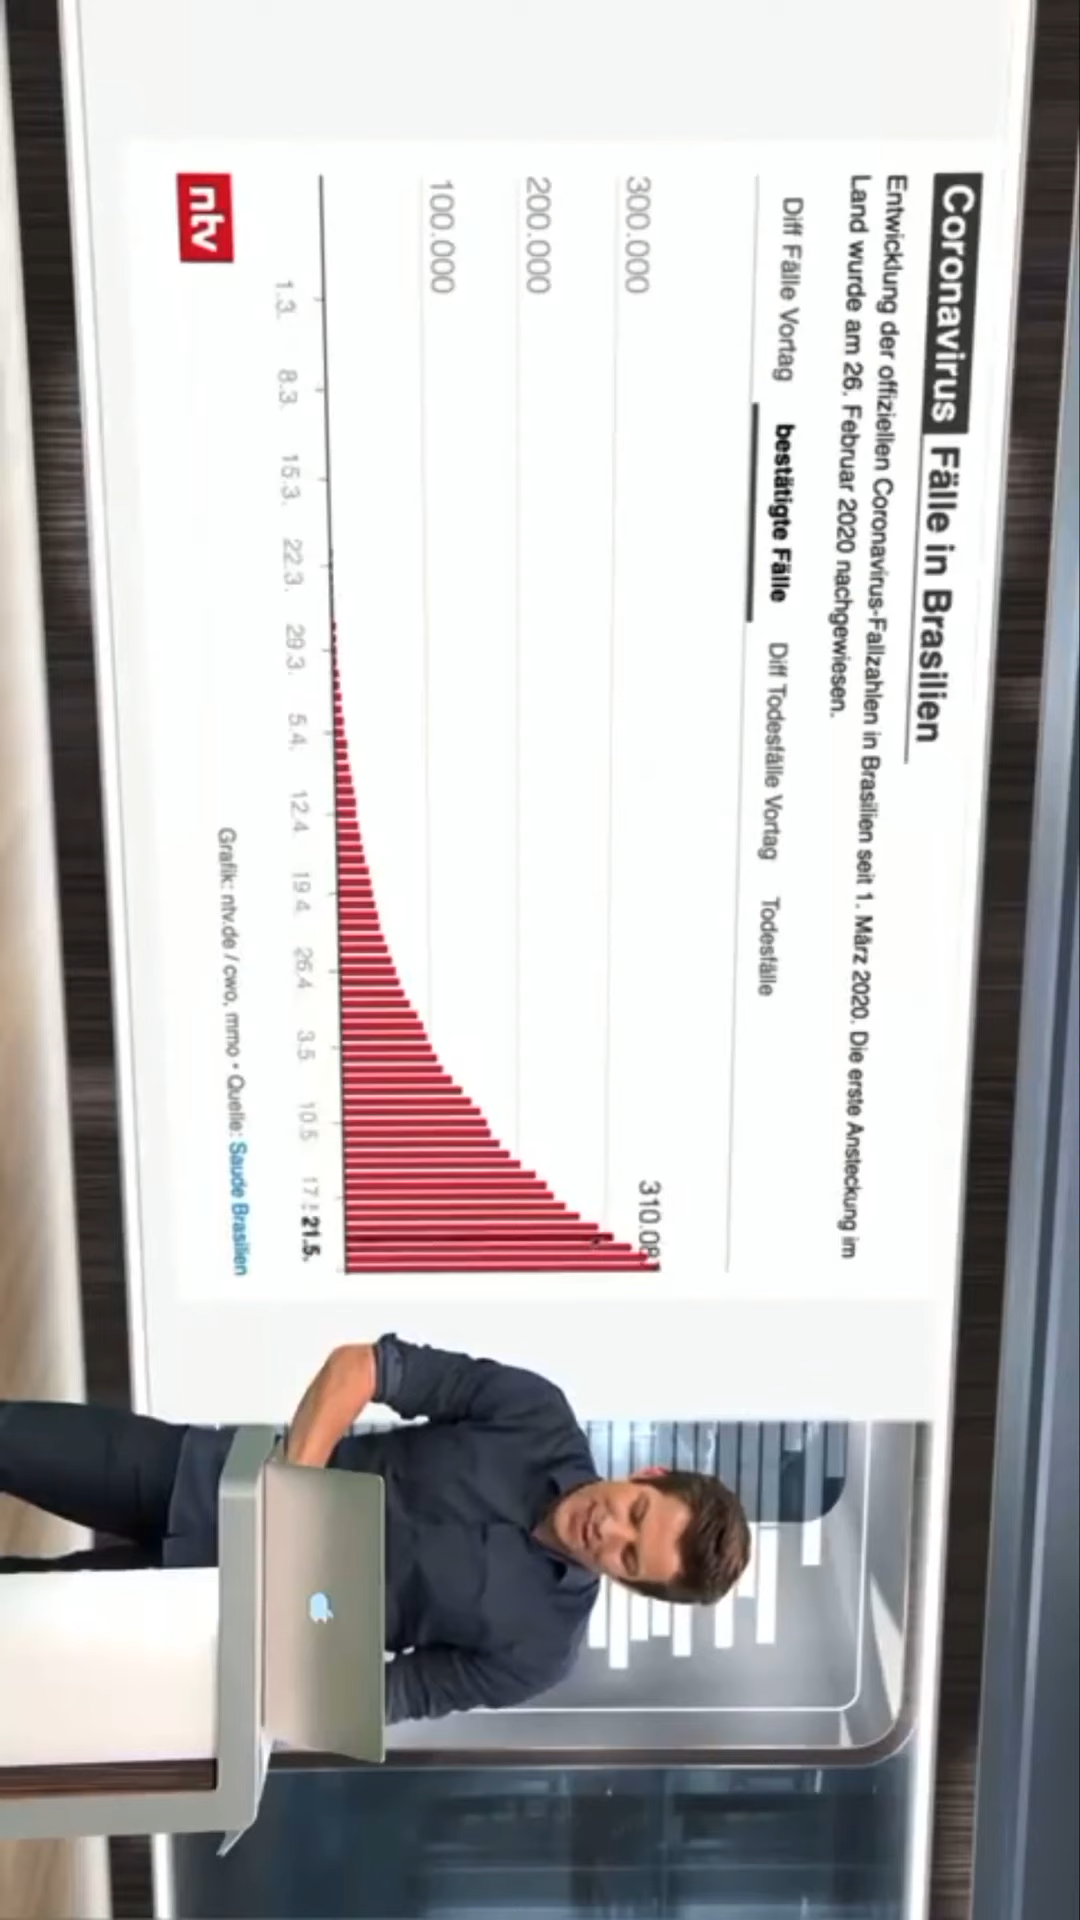 Coronavirus Fälle in Brasilien
Entwicklung der offiziellen Coronavirus-Fallzahlen in Brasilien seit 1. März 2020. Die erste Ansteckung im
Land wurde am 26. Februar 2020 nachgewiesen.
Diff Fälle Vortag bestätigte Fälle Diff Todesfälle Vortag Todesfälle
310.087
300.000
200.000
100.000
1.3. 8.3. 15.3. 22.3. 29.3. 5.4. 12.4 19.4 26.4 3.5 10.5 17 21.5.
Grafik: ntv.de / cwo, mmo • Quelle: Saude Brasilien
ntv